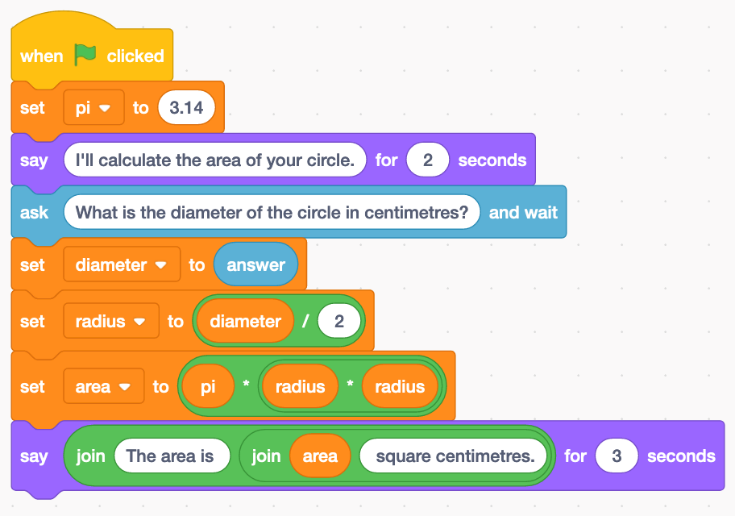 when clicked
set pi to 3.14
say I'll calculate the area of your circle. for 2 seconds
ask What is the diameter of the circle in centimetres? and wait
set diameter to answer
set radius to diameter / 2
set area to pi * radius * radius
say join The area is join area square centimetres. for 3 seconds